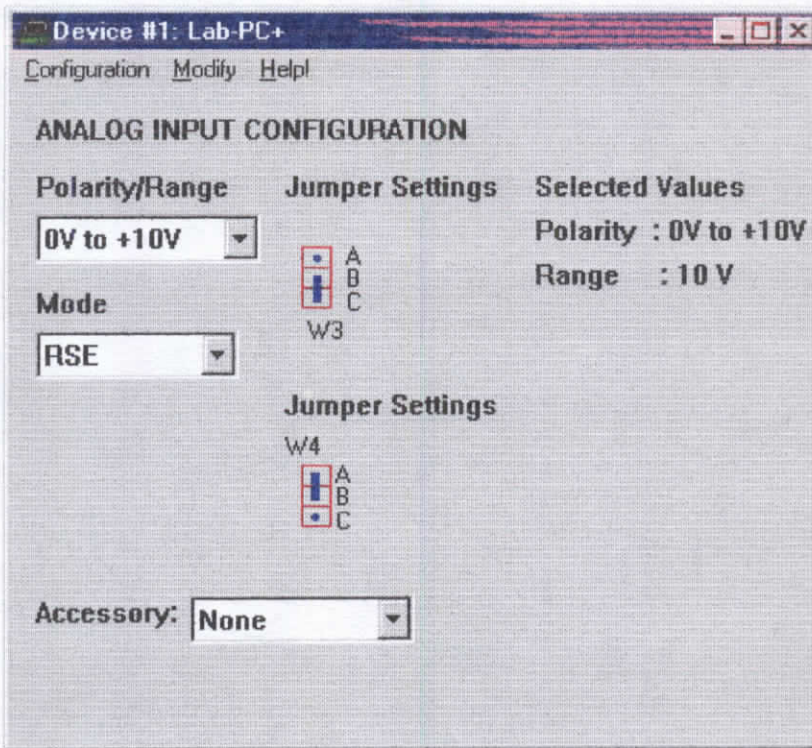 Device #1: Lab-PC+
Configuration Modify Help!
ANALOG INPUT CONFIGURATION
Polarity/Range
0V to +10V
Mode
RSE
Jumper Settings
A
B
C
W3
Jumper Settings
W4
A
B
C
Selected Values
Polarity : 0V to +10V
Range : 10 V
Accessory: None